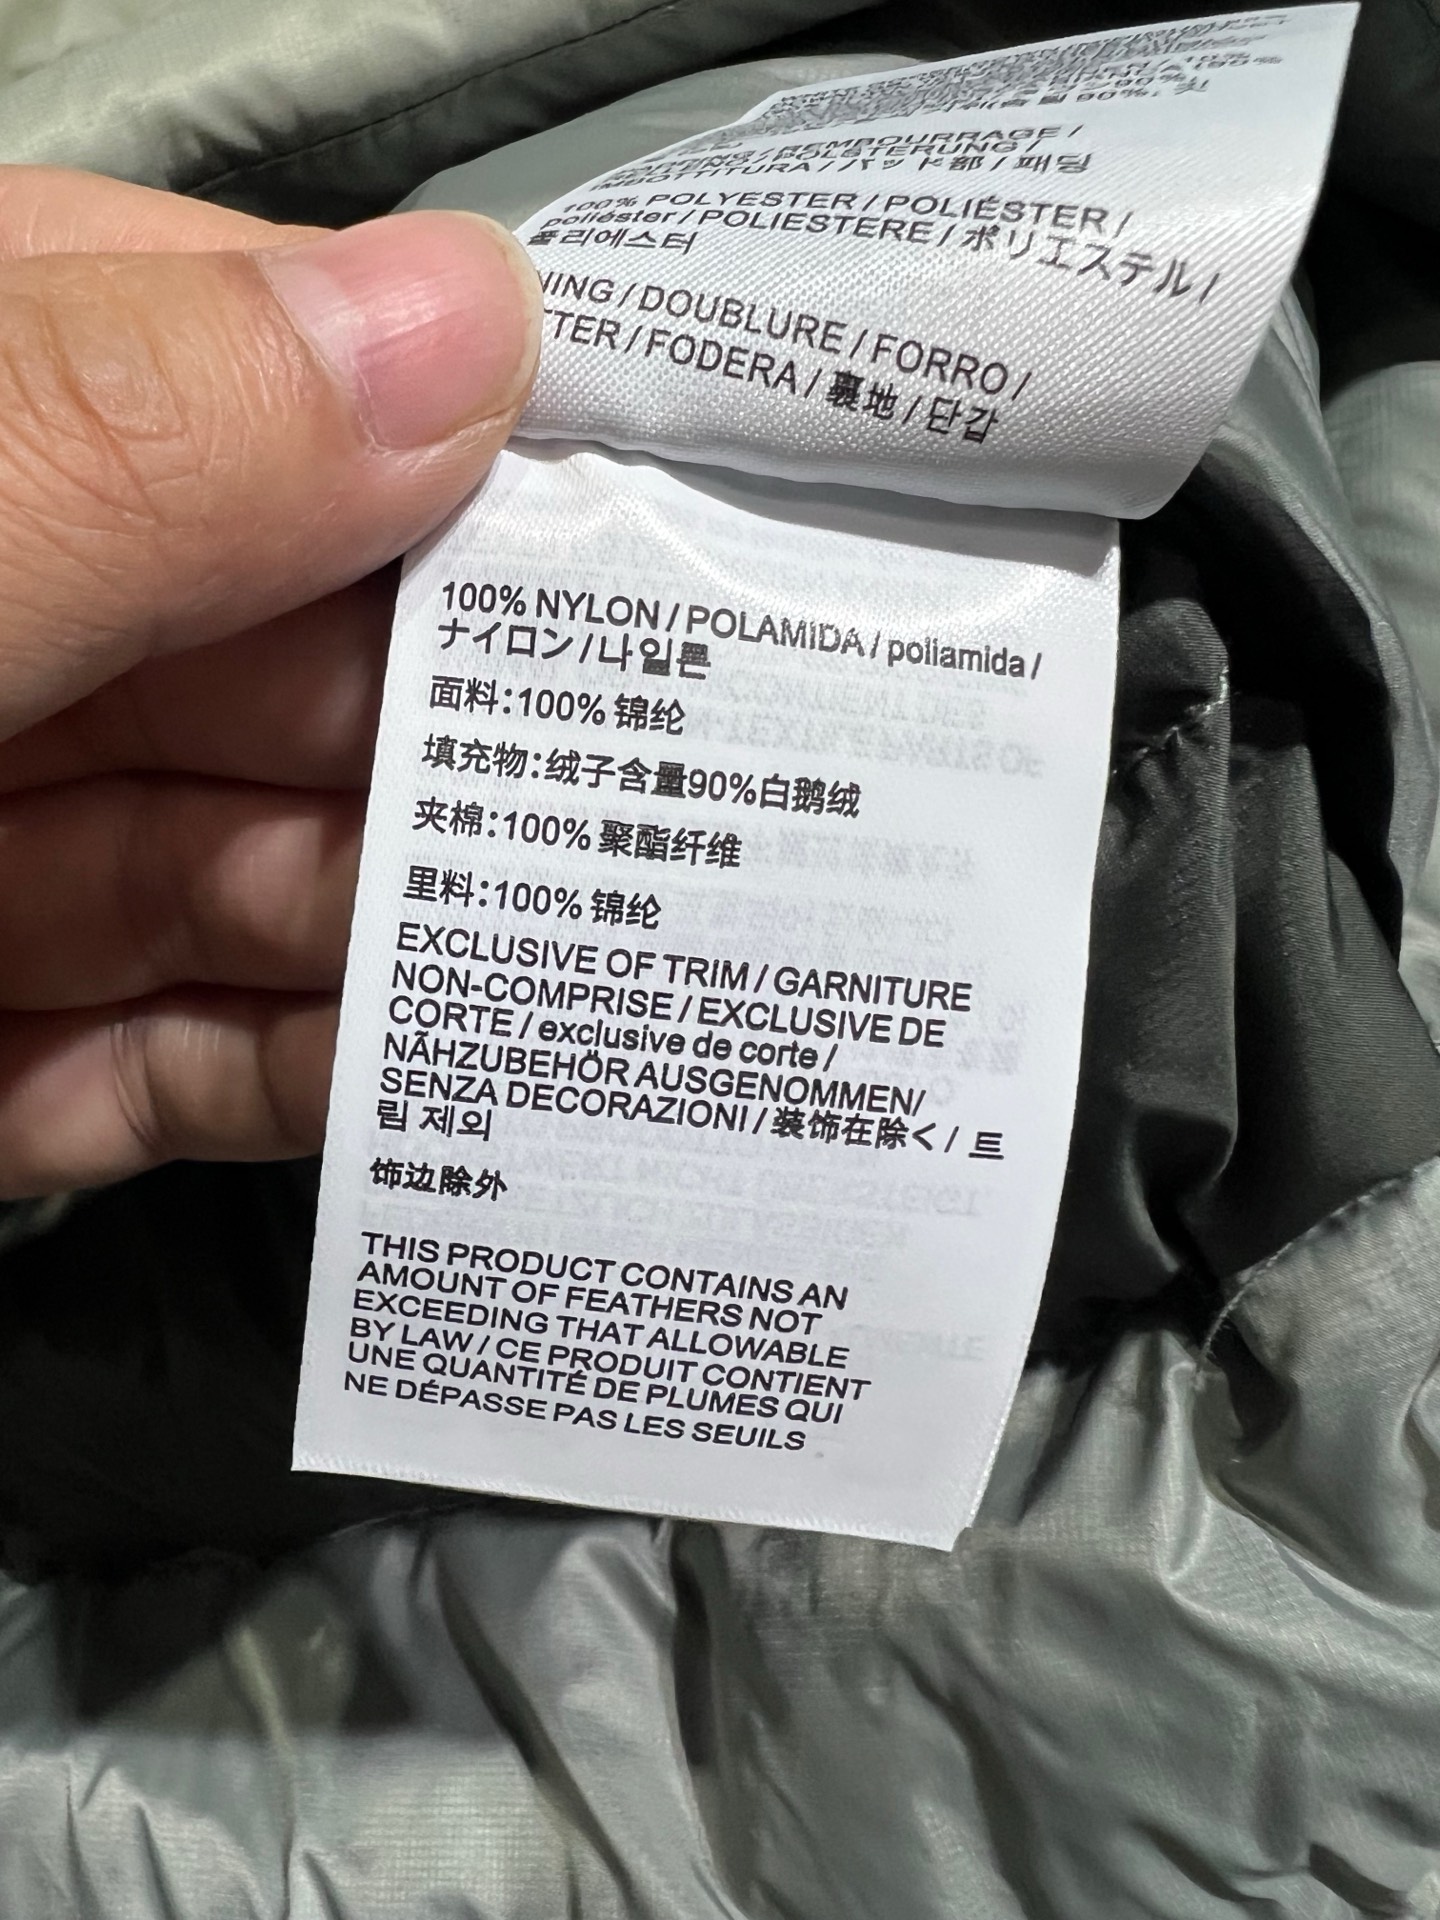 REMBOURRAGE /
POLSTERUNG /
IMBOTTITURA / パッド部 / 패딩
100% POLYESTER / POLIÉSTER /
poliéster / POLIESTERE / ポリエステル /
폴리에스터
/ DOUBLURE / FORRO /
/ FODERA / 裏地 / 단갑
100% NYLON / POLAMIDA / poliamida /
ナイロン / 나일론
面料:100% 锦纶
填充物:绒子含量90%白鹅绒
夹棉:100% 聚酯纤维
里料:100% 锦纶
EXCLUSIVE OF TRIM / GARNITURE
NON-COMPRISE / EXCLUSIVE DE
CORTE / exclusive de corte /
NÃHZUBEHÖR AUSGENOMMEN/
SENZA DECORAZIONI / 装饰在除く / 트
림 제외
饰边除外
THIS PRODUCT CONTAINS AN
AMOUNT OF FEATHERS NOT
EXCEEDING THAT ALLOWABLE
BY LAW / CE PRODUIT CONTIENT
UNE QUANTITÉ DE PLUMES QUI
NE DÉPASSE PAS LES SEUILS